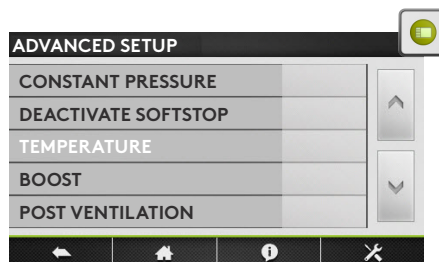 ADVANCED SETUP
CONSTANT PRESSURE
DEACTIVATE SOFTSTOP
TEMPERATURE
BOOST
POST VENTILATION